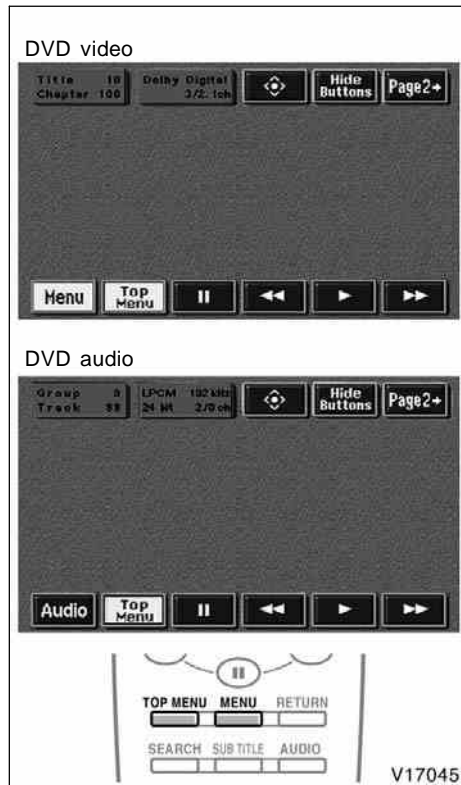 DVD video
Title 10 Dolby Digital Hide Page2
Chapter 100 3/2. 1ch Buttons
Menu Top Menu
DVD audio
Group 9 LPCM 192 kHz Hide Page2
Track 99 24 bit 2/0 ch Buttons
Audio Top Menu
TOP MENU MENU RETURN
SEARCH SUB TITLE AUDIO
V17045